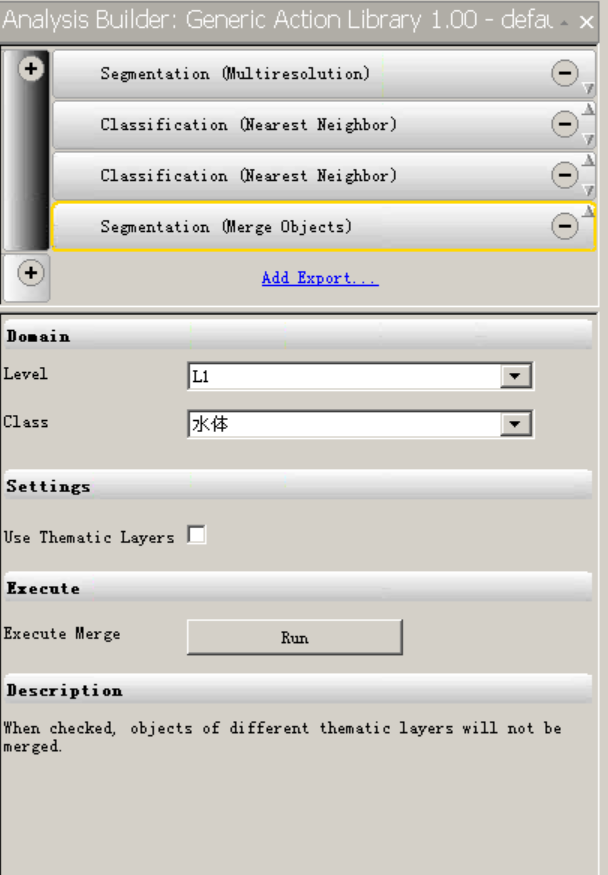 Analysis Builder: Generic Action Library 1.00 - defau
Segmentation (Multiresolution)
Classification (Nearest Neighbor)
Classification (Nearest Neighbor)
Segmentation (Merge Objects)
Add Export...
Domain
Level L1
Class 水体
Settings
Use Thematic Layers
Execute
Execute Merge Run
Description
When checked, objects of different thematic layers will not be
merged.